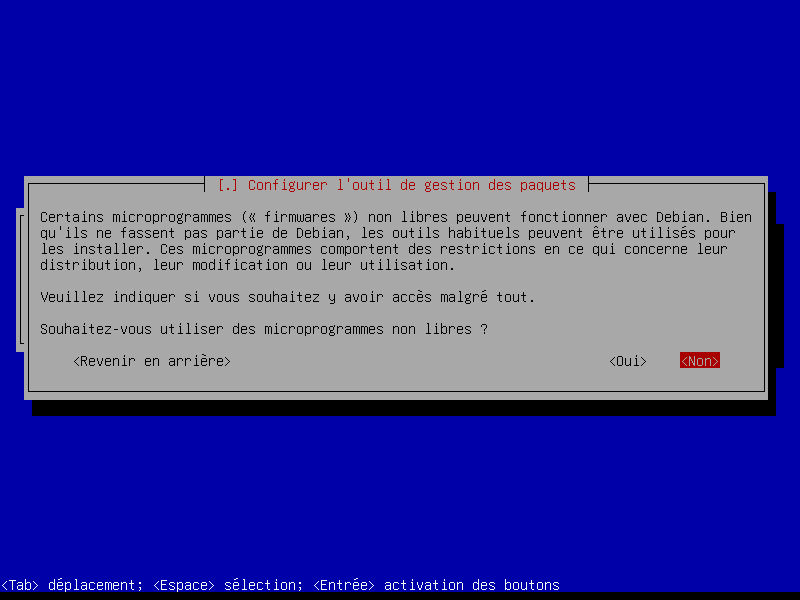 [.] Configurer l'outil de gestion des paquets
Certains microprogrammes (« firmwares ») non libres peuvent fonctionner avec Debian. Bien
qu'ils ne fassent pas partie de Debian, les outils habituels peuvent être utilisés pour
les installer. Ces microprogrammes comportent des restrictions en ce qui concerne leur
distribution, leur modification ou leur utilisation.
Veuillez indiquer si vous souhaitez y avoir accès malgré tout.
Souhaitez-vous utiliser des microprogrammes non libres ?
<Revenir en arrière> <Oui> <Non>
<Tab> déplacement; <Espace> sélection; <Entrée> activation des boutons